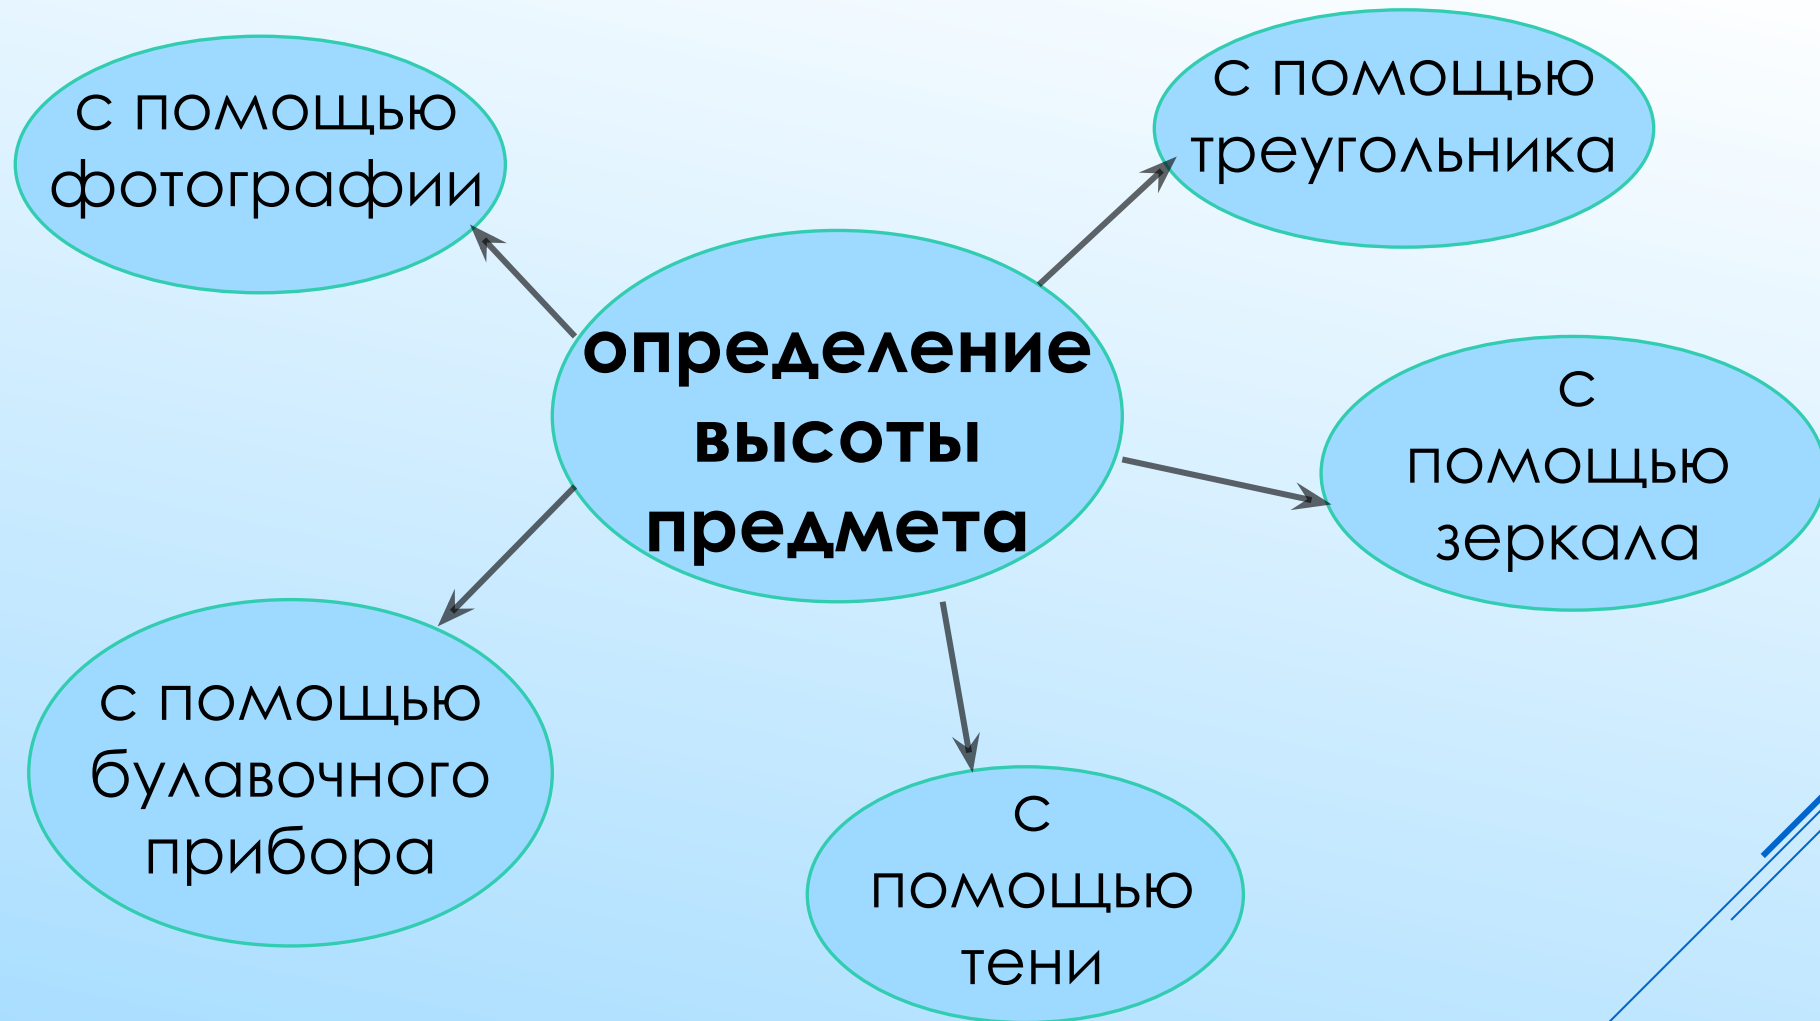 с помощью
фотографии
с помощью
треугольника
определение
высоты
предмета
с
помощью
зеркала
с помощью
булавочного
прибора
с
помощью
тени